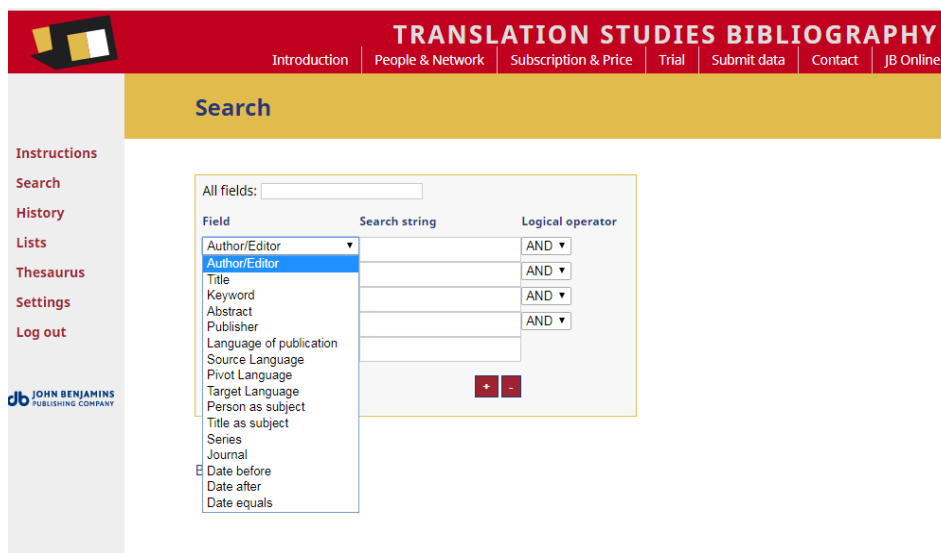 TRANSLATION STUDIES BIBLIOGRAPHY
Introduction People & Network Subscription & Price Trial Submit data Contact JB Online
Search
Instructions
Search
History
Lists
Thesaurus
Settings
Log out
JOHN BENJAMINS
PUBLISHING COMPANY
All fields:
Field Search string Logical operator
Author/Editor AND
Author/Editor AND
Title
Keyword AND
Abstract
Publisher AND
Language of publication
Source Language
Pivot Language
Target Language + -
Person as subject
Title as subject
Series
Journal
Date before
Date after
Date equals